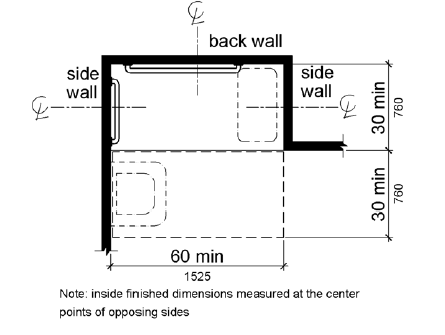 ℄
back wall
side
wall
side
wall
℄
℄
30 min
760
30 min
760
60 min
1525
Note: inside finished dimensions measured at the center
points of opposing sides